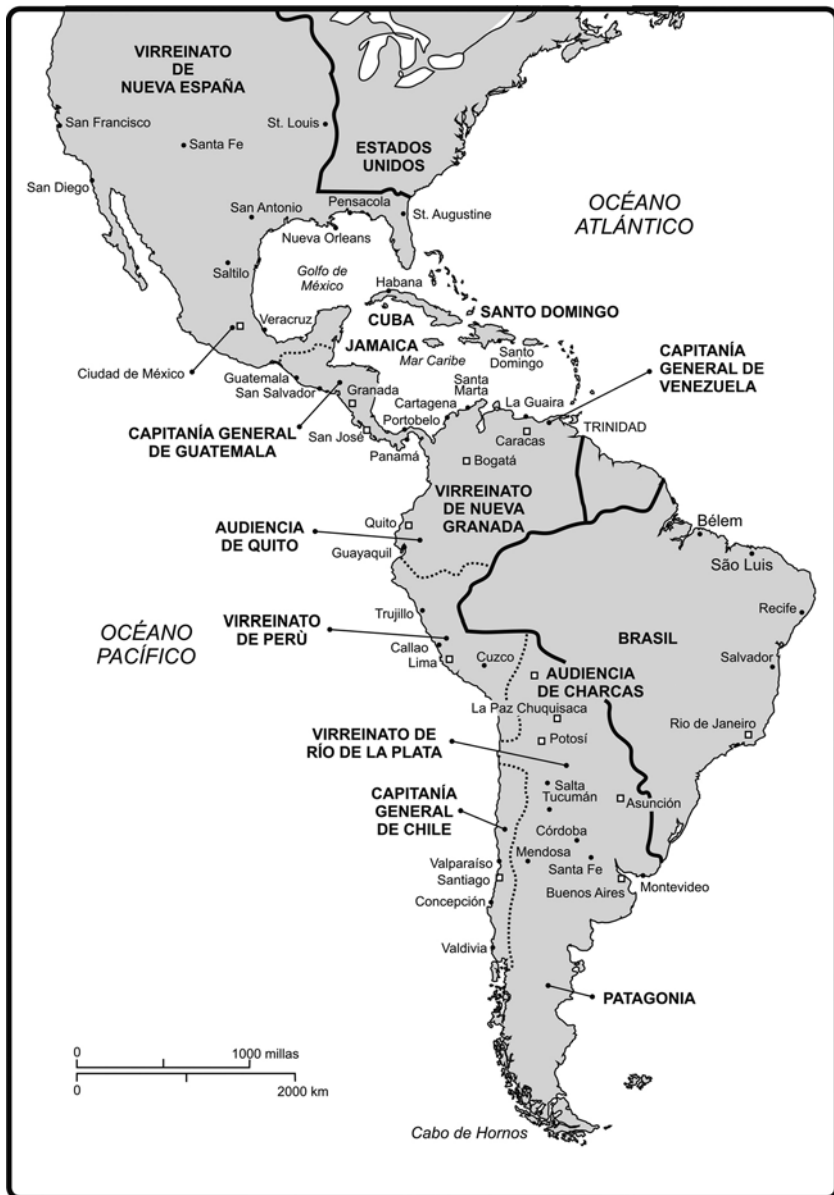 VIRREINATO
DE
NUEVA ESPAÑA
San Francisco
St. Louis
Santa Fe
ESTADOS
UNIDOS
San Diego
San Antonio
Pensacola
St. Augustine
Nueva Orleans
OCÉANO
ATLÁNTICO
Saltilo
Golfo de
México
Habana
CUBA
SANTO DOMINGO
Veracruz
JAMAICA
Mar Caribe
Santo
Domingo
Ciudad de México
Guatemala
San Salvador
Granada
Santa
Marta
Cartagena
La Guaira
CAPITANÍA
GENERAL DE
VENEZUELA
CAPITANÍA GENERAL
DE GUATEMALA
San José
Portobelo
Panamá
Caracas
TRINIDAD
Bogatá
VIRREINATO
DE NUEVA
GRANADA
AUDIENCIA
DE QUITO
Quito
Guayaquil
Bélem
São Luis
Trujillo
Recife
OCÉANO
PACÍFICO
VIRREINATO
DE PERÙ
Callao
Lima
Cuzco
BRASIL
Salvador
AUDIENCIA
DE CHARCAS
La Paz Chuquisaca
Potosí
Rio de Janeiro
VIRREINATO DE
RÍO DE LA PLATA
Salta
Tucumán
Asunción
CAPITANÍA
GENERAL
DE CHILE
Córdoba
Mendoza
Santa Fe
Valparaíso
Santiago
Buenos Aires
Montevideo
Concepción
Valdivia
PATAGONIA
0
1000 millas
0
2000 km
Cabo de Hornos